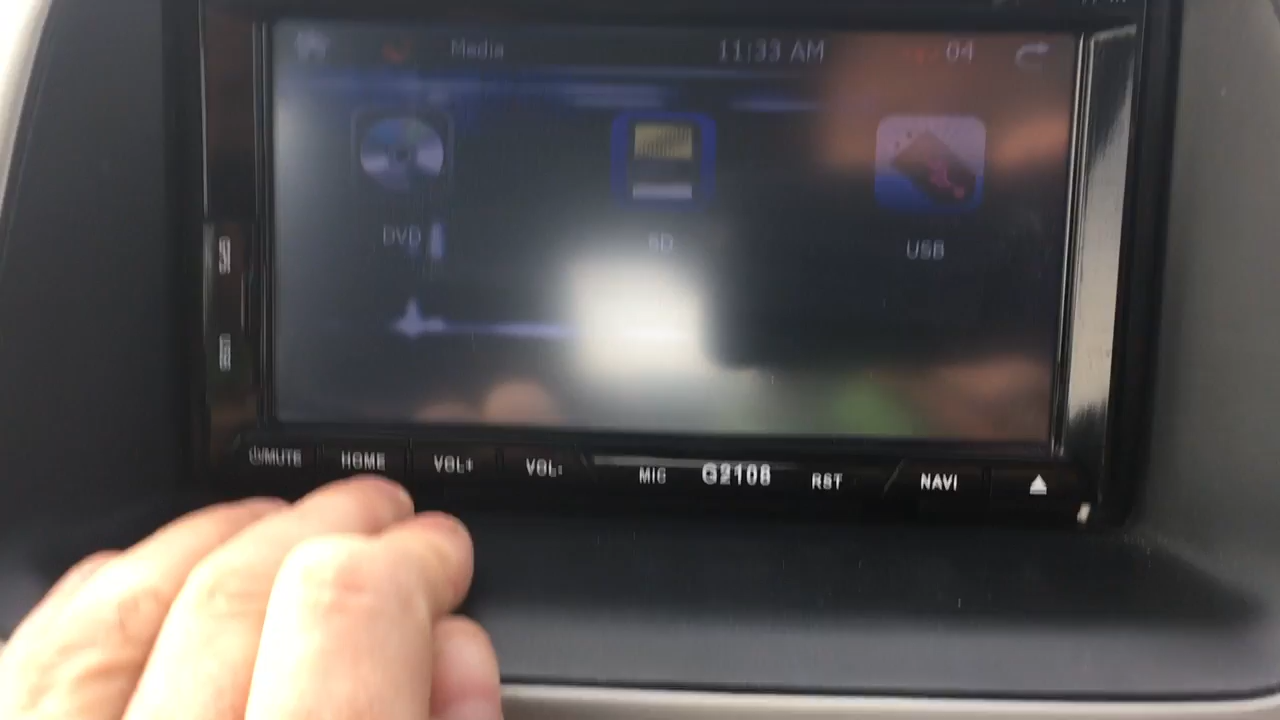 Media 11:33 AM 04
DVD SD USB
MUTE HOME VOL+ VOL- MIC G2108 RST NAVI